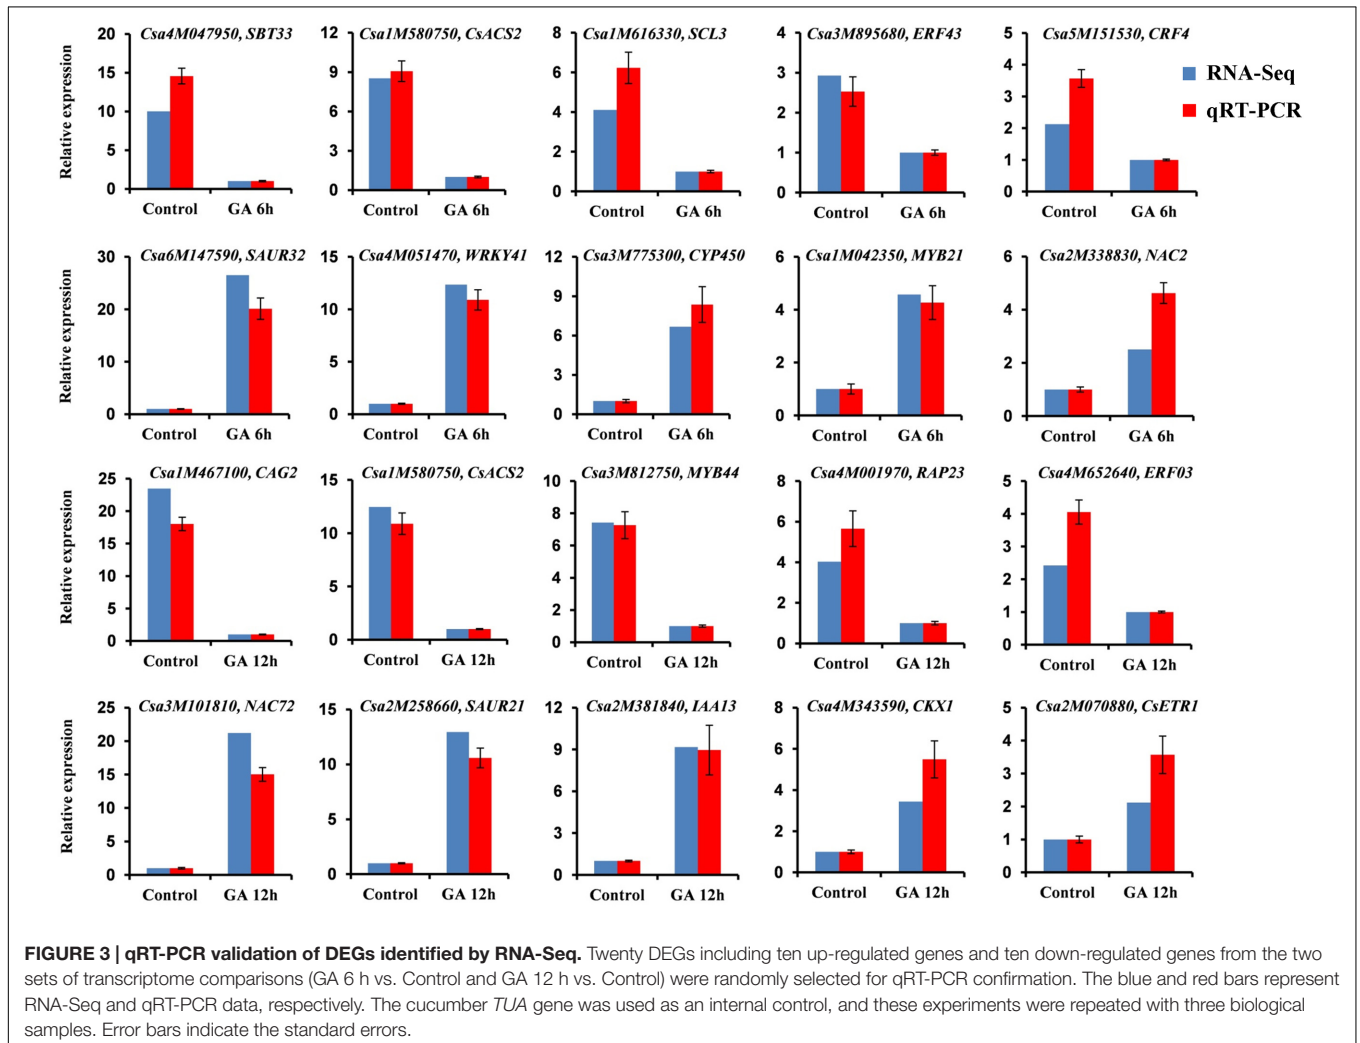 Csa4M047950, SBT33
Relative expression
20
15
10
5
0
Control GA 6h
Csa1M580750, CsACS2
12
9
6
3
0
Control GA 6h
Csa1M616330, SCL3
8
6
4
2
0
Control GA 6h
Csa3M895680, ERF43
4
3
2
1
0
Control GA 6h
Csa5M151530, CRF4
5
4
3
2
1
0
Control GA 6h
RNA-Seq
qRT-PCR
Csa6M147590, SAUR32
Relative expression
30
20
10
0
Control GA 6h
Csa4M051470, WRKY41
15
10
5
0
Control GA 6h
Csa3M775300, CYP450
12
9
6
3
0
Control GA 6h
Csa1M042350, MYB21
6
4
2
0
Control GA 6h
Csa2M338830, NAC2
6
4
2
0
Control GA 6h
Csa1M467100, CAG2
Relative expression
25
20
15
10
5
0
Control GA 12h
Csa1M580750, CsACS2
15
10
5
0
Control GA 12h
Csa3M812750, MYB44
10
8
6
4
2
0
Control GA 12h
Csa4M001970, RAP23
8
6
4
2
0
Control GA 12h
Csa4M652640, ERF03
5
4
3
2
1
0
Control GA 12h
Csa3M101810, NAC72
Relative expression
25
20
15
10
5
0
Control GA 12h
Csa2M258660, SAUR21
15
10
5
0
Control GA 12h
Csa2M381840, IAA13
12
9
6
3
0
Control GA 12h
Csa4M343590, CKX1
8
6
4
2
0
Control GA 12h
Csa2M070880, CsETR1
5
4
3
2
1
0
Control GA 12h
FIGURE 3 | qRT-PCR validation of DEGs identified by RNA-Seq. Twenty DEGs including ten up-regulated genes and ten down-regulated genes from the two
sets of transcriptome comparisons (GA 6 h vs. Control and GA 12 h vs. Control) were randomly selected for qRT-PCR confirmation. The blue and red bars represent
RNA-Seq and qRT-PCR data, respectively. The cucumber TUA gene was used as an internal control, and these experiments were repeated with three biological
samples. Error bars indicate the standard errors.